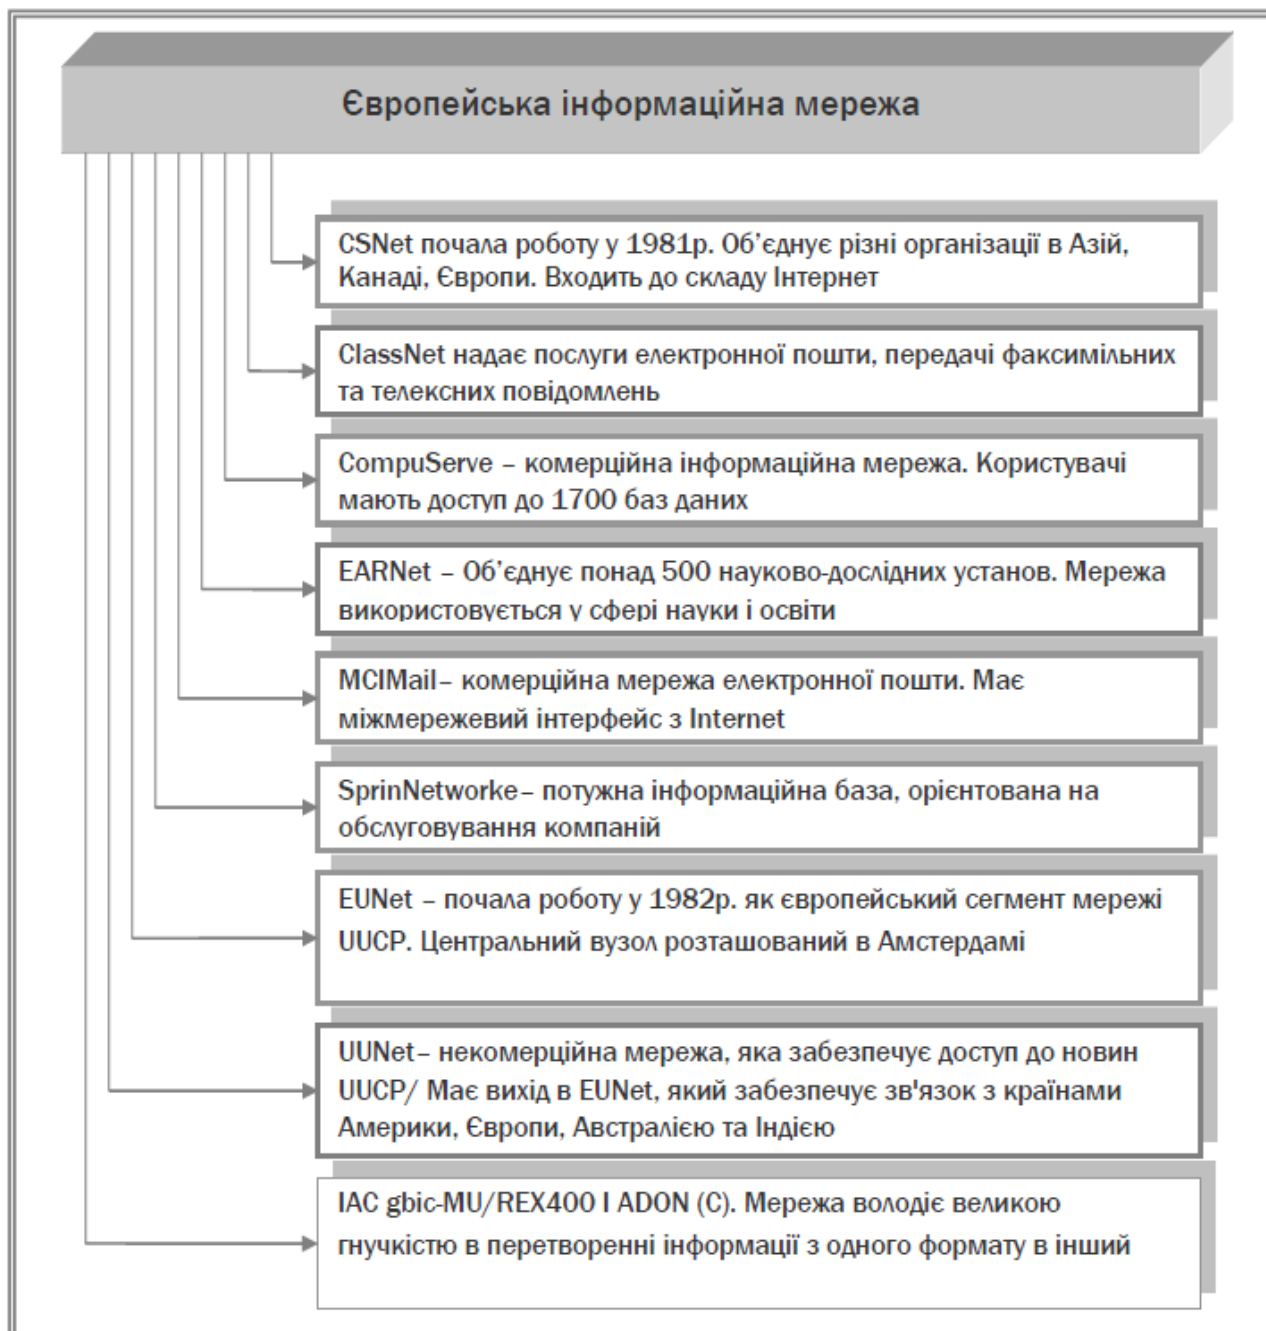 Європейська інформаційна мережа
CSNet почала роботу у 1981р. Об’єднує різні організації в Азій,
Канаді, Європи. Входить до складу Інтернет
ClassNet надає послуги електронної пошти, передачі факсимільних
та телексних повідомлень
CompuServe – комерційна інформаційна мережа. Користувачі
мають доступ до 1700 баз даних
EARNet – Об’єднує понад 500 науково-дослідних установ. Мережа
використовується у сфері науки і освіти
MCIMail– комерційна мережа електронної пошти. Має
міжмережевий інтерфейс з Internet
SprinNetworke– потужна інформаційна база, орієнтована на
обслуговування компаній
EUNet – почала роботу у 1982р. як європейський сегмент мережі
UUCP. Центральний вузол розташований в Амстердамі
UUNet– некомерційна мережа, яка забезпечує доступ до новин
UUCP/ Має вихід в EUNet, який забезпечує зв'язок з країнами
Америки, Європи, Австралією та Індією
IAC gbic-MU/REX400 І ADON (C). Мережа володіє великою
гнучкістю в перетворенні інформації з одного формату в інший